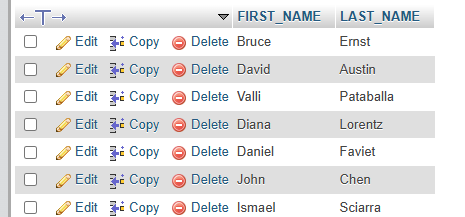 FIRST_NAME LAST_NAME
Edit Copy Delete Bruce Ernst
Edit Copy Delete David Austin
Edit Copy Delete Valli Pataballa
Edit Copy Delete Diana Lorentz
Edit Copy Delete Daniel Faviet
Edit Copy Delete John Chen
Edit Copy Delete Ismael Sciarra